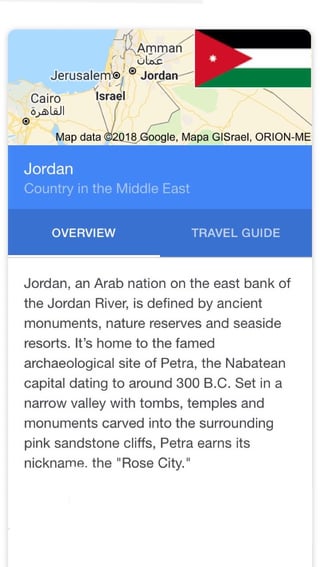 Amman
عمّان
Jerusalem
Jordan
Israel
Cairo
القاهرة
Map data ©2018 Google, Mapa GISrael, ORION-ME
Jordan
Country in the Middle East
OVERVIEW
TRAVEL GUIDE
Jordan, an Arab nation on the east bank of
the Jordan River, is defined by ancient
monuments, nature reserves and seaside
resorts. It’s home to the famed
archaeological site of Petra, the Nabatean
capital dating to around 300 B.C. Set in a
narrow valley with tombs, temples and
monuments carved into the surrounding
pink sandstone cliffs, Petra earns its
nickname, the "Rose City."